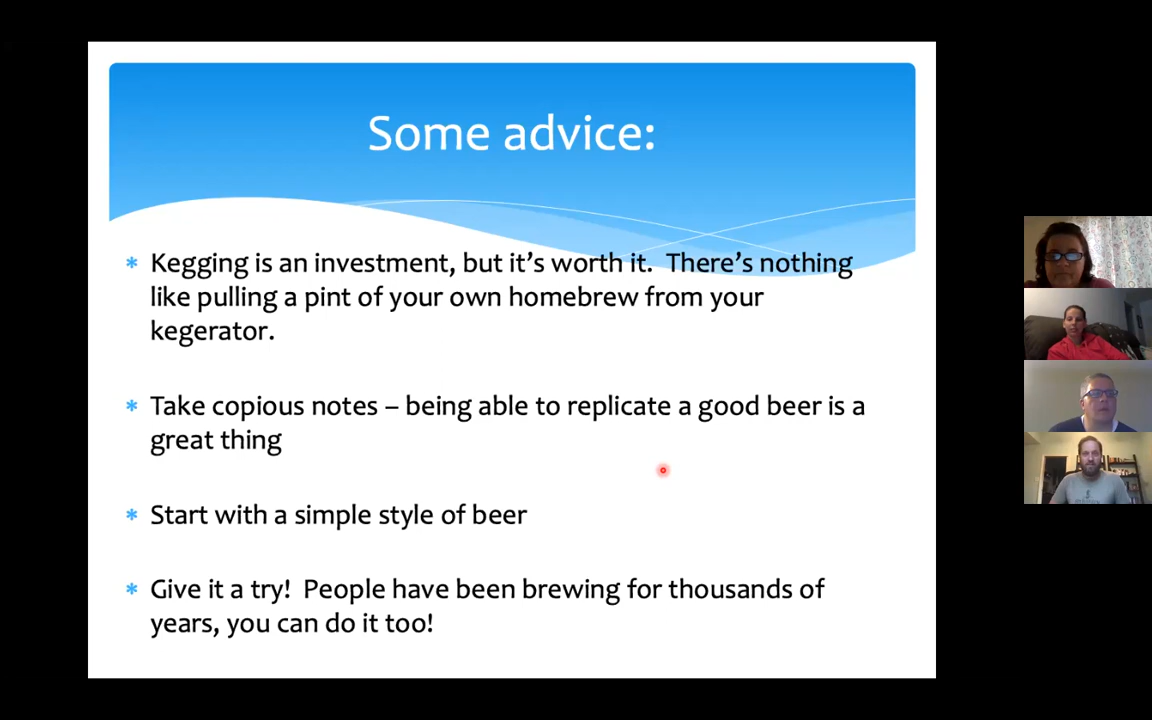 Some advice:
* Kegging is an investment, but it's worth it.  There's nothing
like pulling a pint of your own homebrew from your
kegerator.
* Take copious notes – being able to replicate a good beer is a
great thing
* Start with a simple style of beer
* Give it a try!  People have been brewing for thousands of
years, you can do it too!